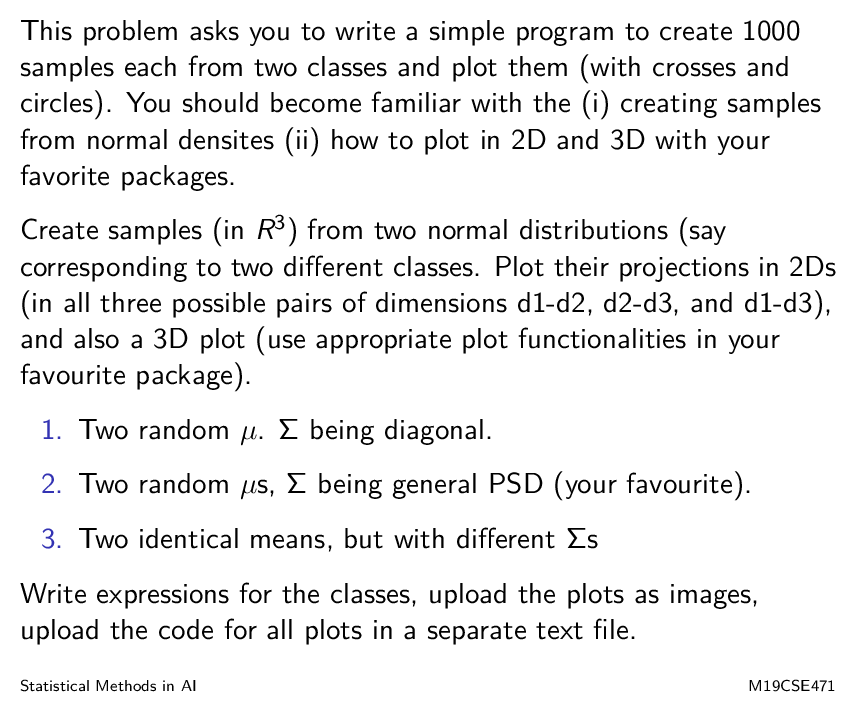 This problem asks you to write a simple program to create 1000
samples each from two classes and plot them (with crosses and
circles). You should become familiar with the (i) creating samples
from normal densites (ii) how to plot in 2D and 3D with your
favorite packages.
Create samples (in R³) from two normal distributions (say
corresponding to two different classes. Plot their projections in 2Ds
(in all three possible pairs of dimensions d1-d2, d2-d3, and d1-d3),
and also a 3D plot (use appropriate plot functionalities in your
favourite package).
1. Two random μ. Σ being diagonal.
2. Two random μs, Σ being general PSD (your favourite).
3. Two identical means, but with different Σs
Write expressions for the classes, upload the plots as images,
upload the code for all plots in a separate text file.
Statistical Methods in AI M19CSE471